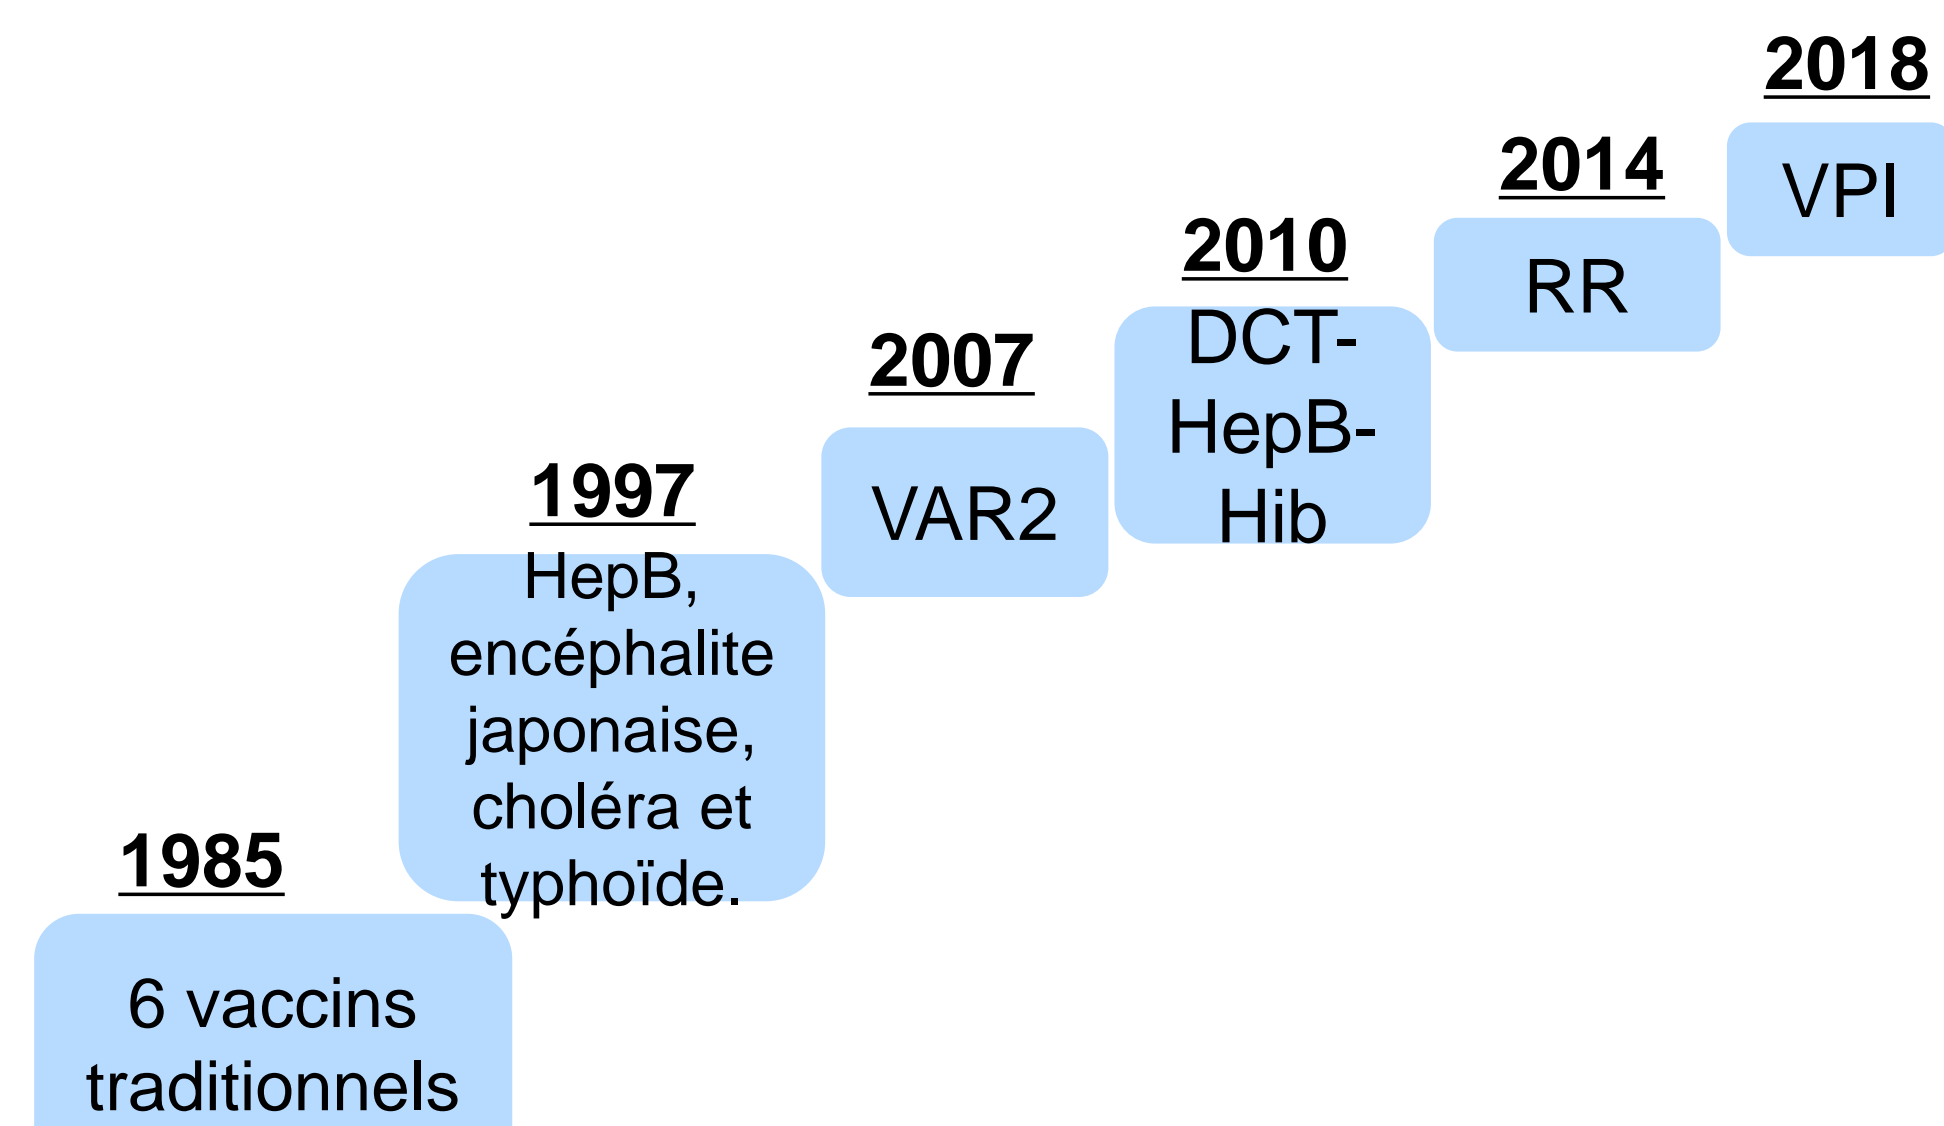 1985
6 vaccins
traditionnels
1997
HepB,
encéphalite
japonaise,
choléra et
typhoïde.
2007
VAR2
2010
DCT-
HepB-
Hib
2014
RR
2018
VPI